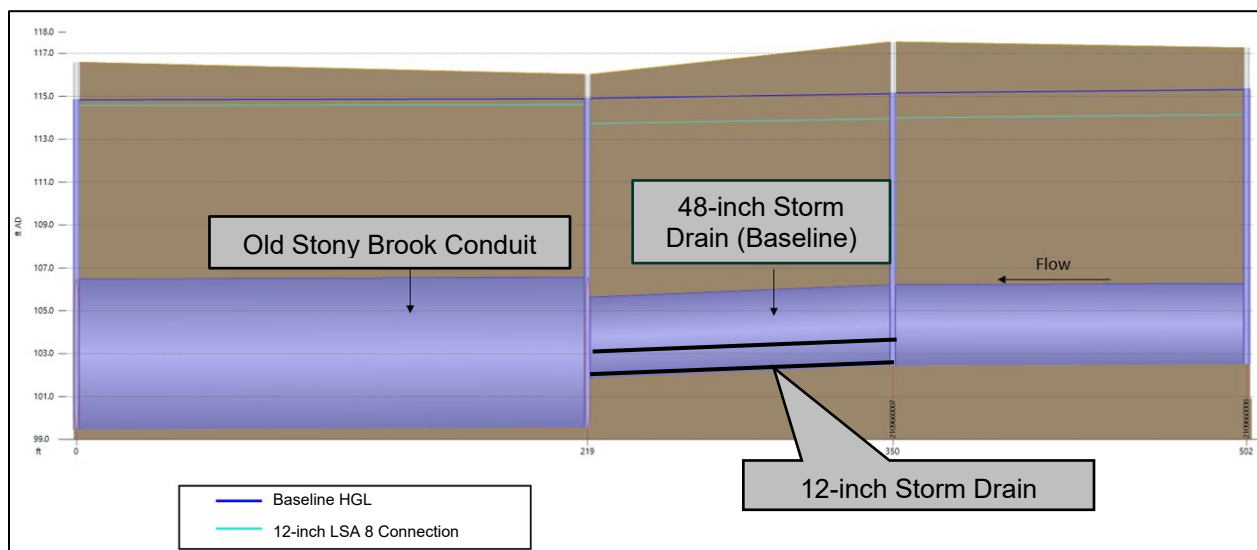 118.0
117.0
115.0
113.0
111.0
109.0
107.0
105.0
103.0
101.0
99.0
ft AD
ft
0
219
350
502
Old Stony Brook Conduit
48-inch Storm
Drain (Baseline)
Flow
12-inch Storm Drain
Baseline HGL
12-inch LSA 8 Connection